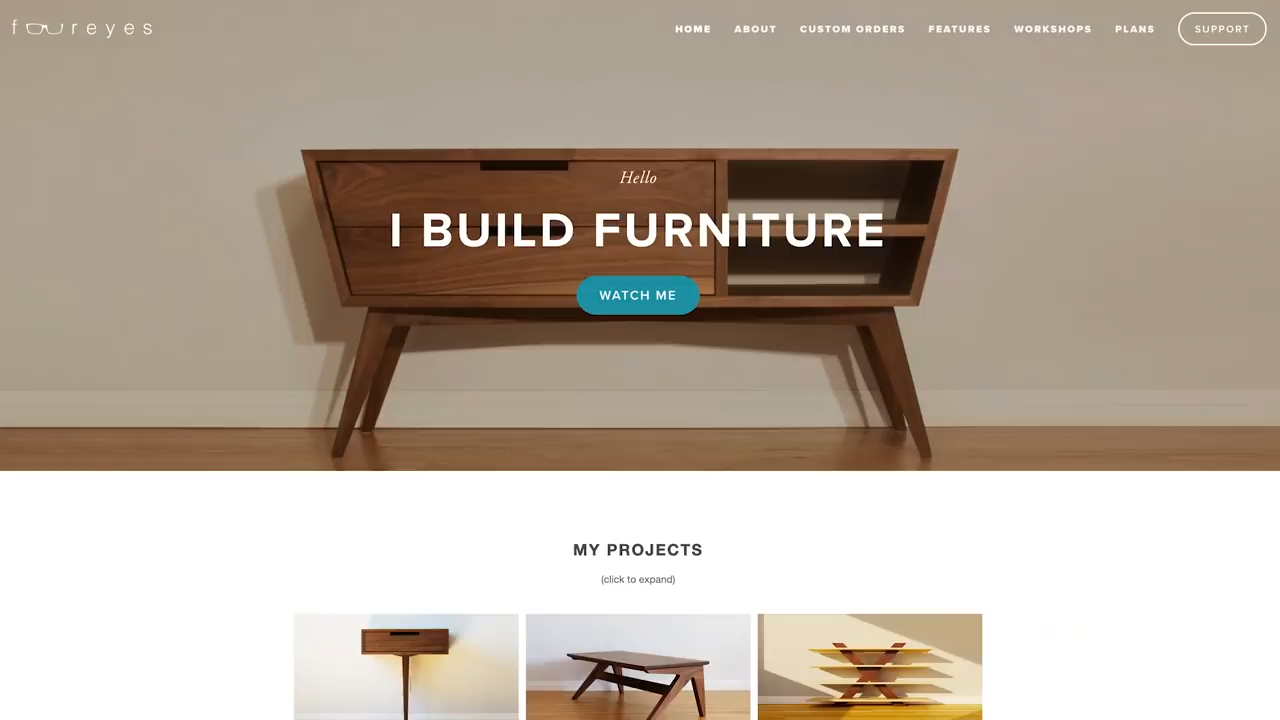 foureyes
HOME ABOUT CUSTOM ORDERS FEATURES WORKSHOPS PLANS SUPPORT
Hello
I BUILD FURNITURE
WATCH ME
MY PROJECTS
(click to expand)